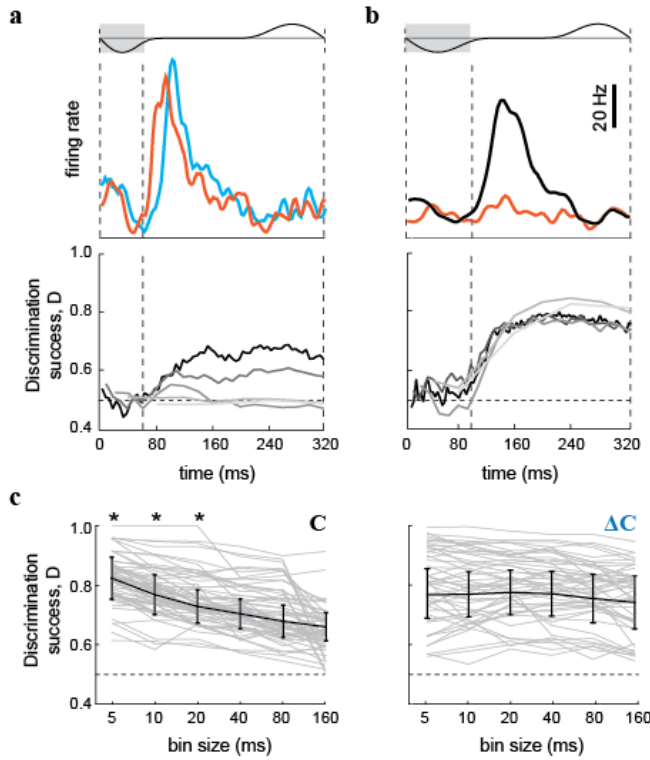 a
b
firing rate
20 Hz
Discrimination
success, D
1.0
0.8
0.6
0.4
0
80
160
240
320
time (ms)
0
80
160
240
320
time (ms)
c
* * *
C
ΔC
Discrimination
success, D
1.0
0.8
0.6
0.4
5
10
20
40
80
160
bin size (ms)
5
10
20
40
80
160
bin size (ms)